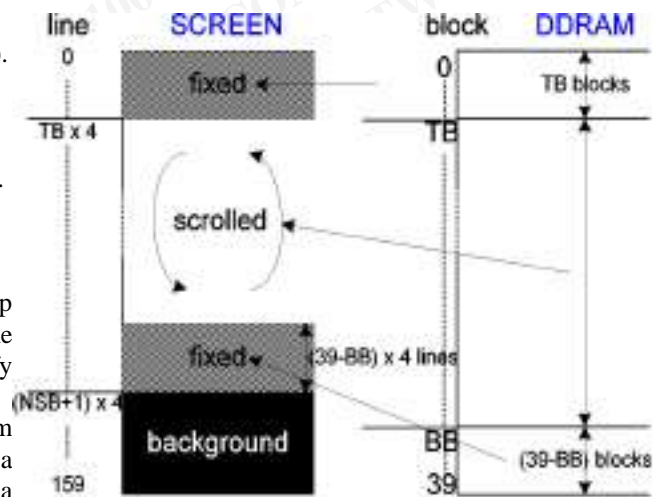 line SCREEN block DDRAM
0
fixed
0
TB blocks
TB x 4
TB
scrolled
fixed
(39-BB) x 4 lines
(NSB+1) x 4
background
BB
(39-BB) blocks
159
39